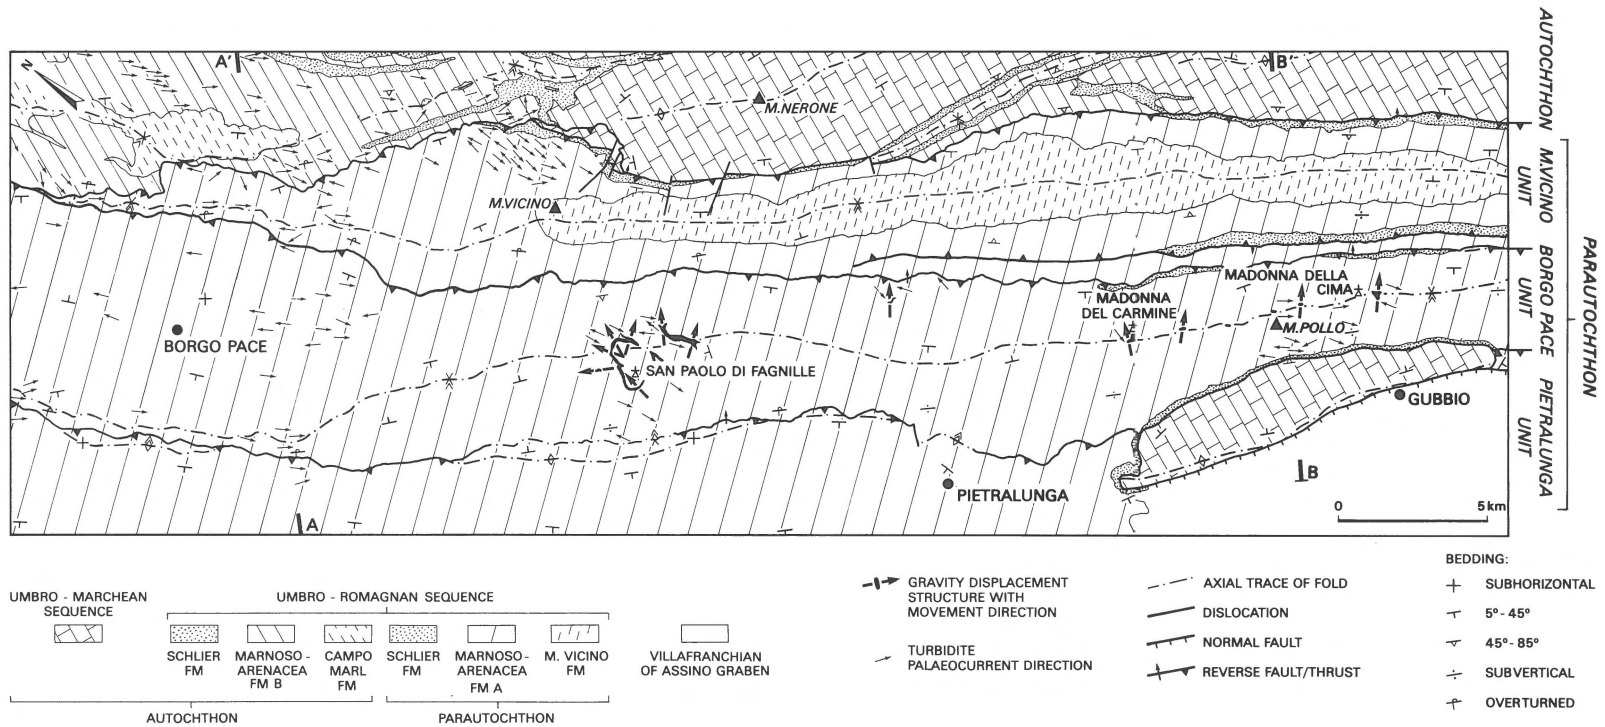 A'
B'
N
M.NERONE
M.VICINO
BORGO PACE
SAN PAOLO DI FAGNILLE
MADONNA
DEL CARMINE
MADONNA DELLA
CIMA
M.POLLO
GUBBIO
PIETRALUNGA
A
B
0 5 km
AUTOCHTHON
M.VICINO
UNIT
BORGO PACE
UNIT
PIETRALUNGA
UNIT
PARAUTOCHTHON
UMBRO-MARCHEAN
SEQUENCE
UMBRO - ROMAGNAN SEQUENCE
SCHLIER
FM
MARNOSO-
ARENACEA
FM B
CAMPO
MARL
FM
SCHLIER
FM
MARNOSO-
ARENACEA
FM A
M. VICINO
FM
VILLAFRANCHIAN
OF ASSINO GRABEN
AUTOCHTHON
PARAUTOCHTHON
GRAVITY DISPLACEMENT
STRUCTURE WITH
MOVEMENT DIRECTION
TURBIDITE
PALAEOCURRENT DIRECTION
AXIAL TRACE OF FOLD
DISLOCATION
NORMAL FAULT
REVERSE FAULT/THRUST
BEDDING:
SUBHORIZONTAL
5º-45º
45º-85º
SUBVERTICAL
OVERTURNED